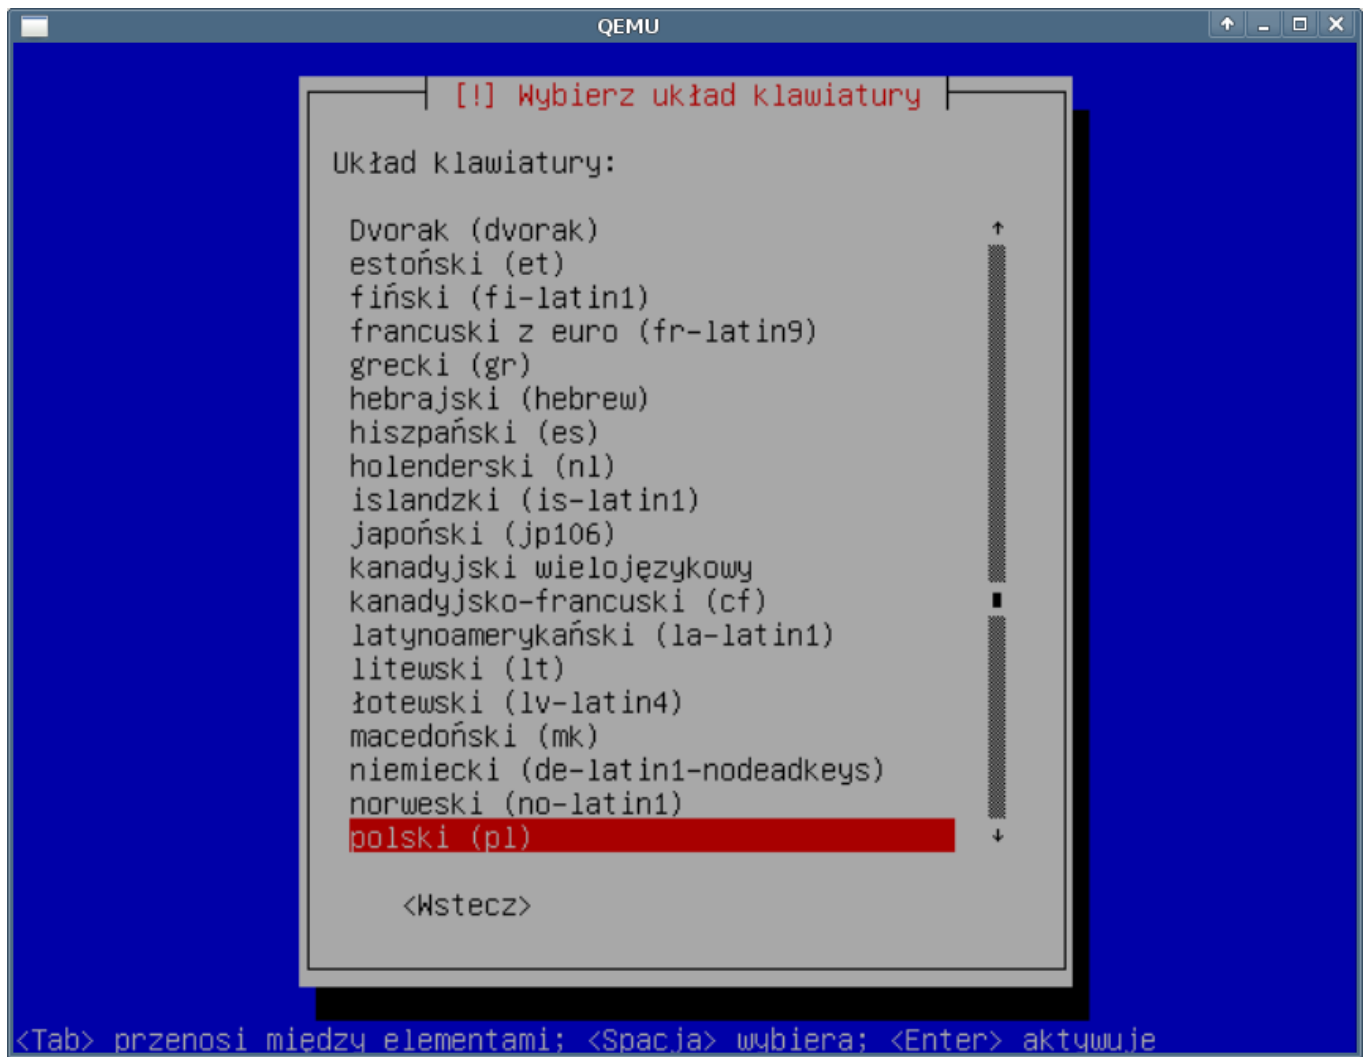 QEMU
[!] Wybierz układ klawiatury
Układ klawiatury:
Dvorak (dvorak)
estoński (et)
fiński (fi-latin1)
francuski z euro (fr-latin9)
grecki (gr)
hebrajski (hebrew)
hiszpański (es)
holenderski (nl)
islandzki (is-latin1)
japoński (jp106)
kanadyjski wielojęzykowy
kanadyjsko-francuski (cf)
latynoamerykański (la-latin1)
litewski (lt)
łotewski (lv-latin4)
macedoński (mk)
niemiecki (de-latin1-nodeadkeys)
norweski (no-latin1)
polski (pl)
<Wstecz>
<Tab> przenosi między elementami; <Spacja> wybiera; <Enter> aktywuje